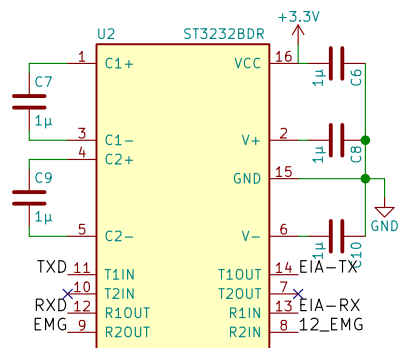 +3.3V
U2 ST3232BDR
1 C1+ VCC 16 1µ C6
C7 1µ
3 C1- V+ 2 1µ C8
4 C2+
C9 1µ
GND 15
GND
5 C2- V- 6 1µ C10
TXD 11 T1IN T1OUT 14 EIA-TX
10 T2IN T2OUT 7
RXD 12 R1OUT R1IN 13 EIA-RX
EMG 9 R2OUT R2IN 8 12_EMG